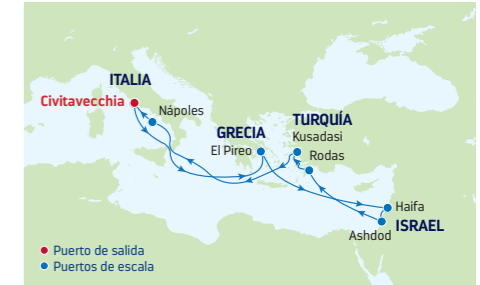 ITALIA
Civitavecchia
Nápoles
GRECIA
El Pireo
TURQUÍA
Kusadasi
Rodas
Haifa
ISRAEL
Ashdod
Puerto de salida
Puertos de escala